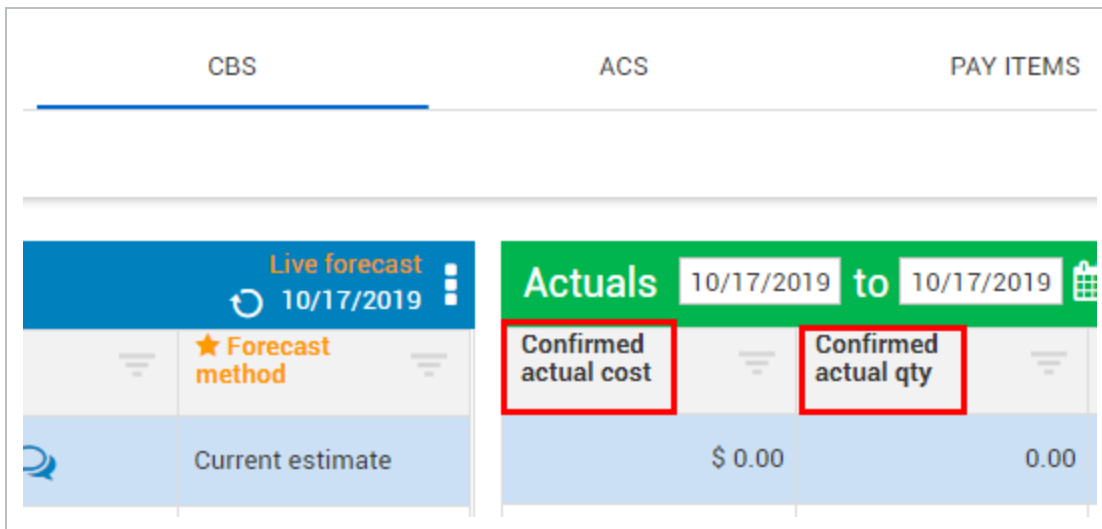 CBS ACS PAY ITEMS
Live forecast
10/17/2019
Actuals 10/17/2019 to 10/17/2019
Forecast
method
Confirmed
actual cost
Confirmed
actual qty
Current estimate $ 0.00 0.00